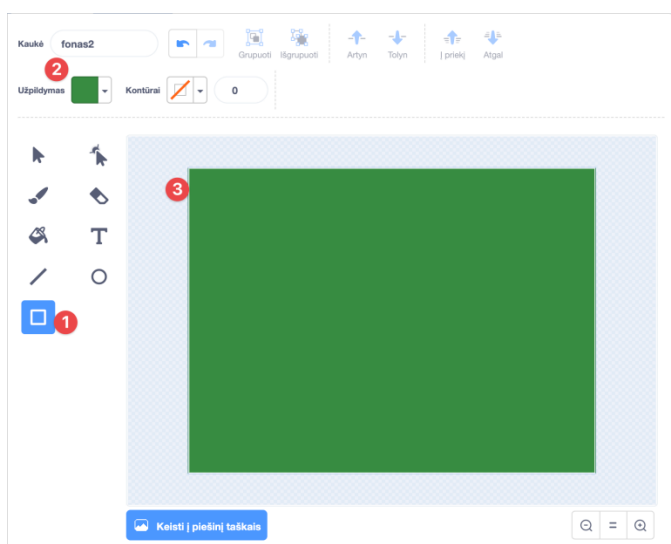 Kaukė fonas2
Grupuoti Išgrupuoti Artyn Tolyn Į priekį Atgal
2
Užpildymas Kontūrai 0
3
T
1
Keisti į piešinį taškais
=